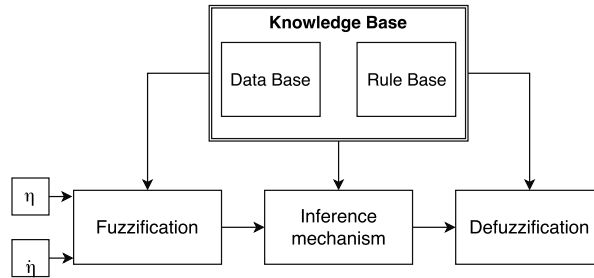 Knowledge Base
Data Base
Rule Base
η
Fuzzification
Inference
mechanism
Defuzzification
η̇